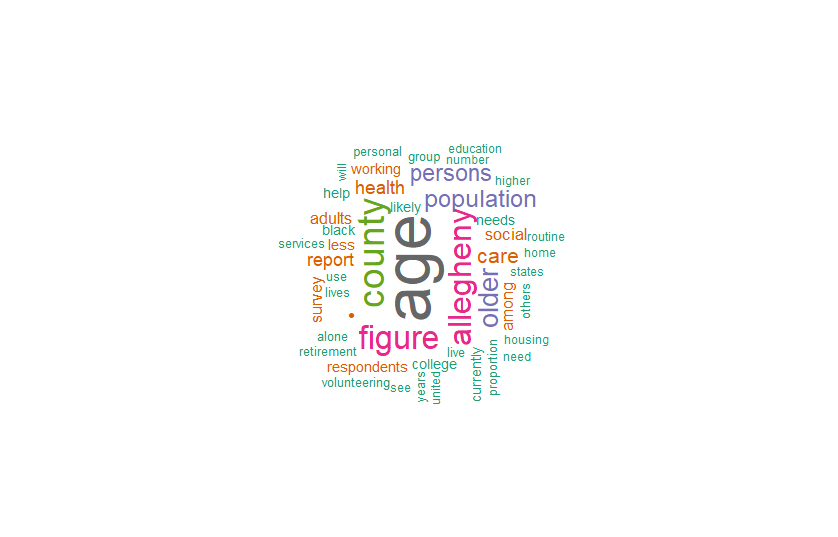 education
personal
group
number
will
working
persons
higher
help
health
population
likely
adults
county
age
allegheny
needs
black
social
routine
services
less
report
care
home
use
older
states
survey
lives
among
others
•
alone
figure
housing
retirement
live
need
respondents
college
currently
proportion
volunteering
see
years
united